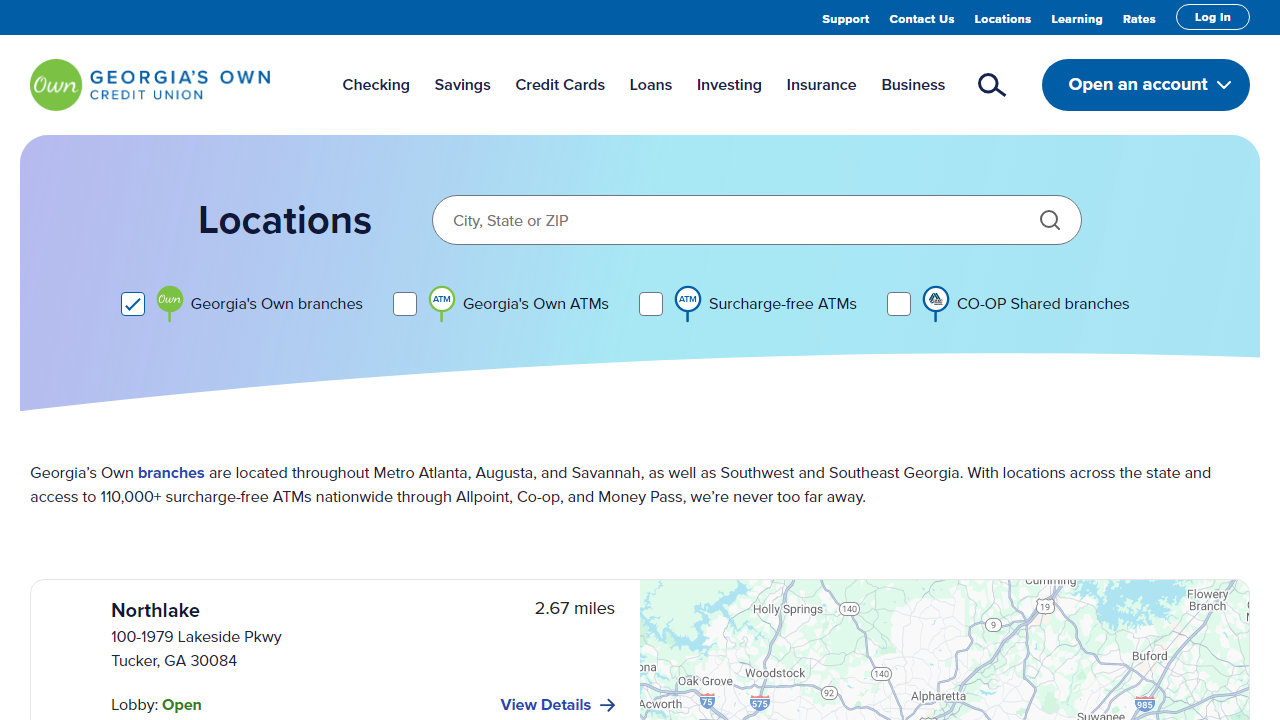 Support Contact Us Locations Learning Rates Log In
Own GEORGIA'S OWN
CREDIT UNION
Checking Savings Credit Cards Loans Investing Insurance Business Open an account
Locations
City, State or ZIP
Own Georgia's Own branches ATM Georgia's Own ATMs ATM Surcharge-free ATMs CO-OP Shared branches
Georgia's Own branches are located throughout Metro Atlanta, Augusta, and Savannah, as well as Southwest and Southeast Georgia. With locations across the state and
access to 110,000+ surcharge-free ATMs nationwide through Allpoint, Co-op, and Money Pass, we're never too far away.
Northlake 2.67 miles
100-1979 Lakeside Pkwy
Tucker, GA 30084
Lobby: Open View Details
Cumming
Flowery
Branch
Holly Springs 140 19
9
Buford
Woodstock 140
Oak Grove
92 Alpharetta
Acworth 75 575 985
Suwanee